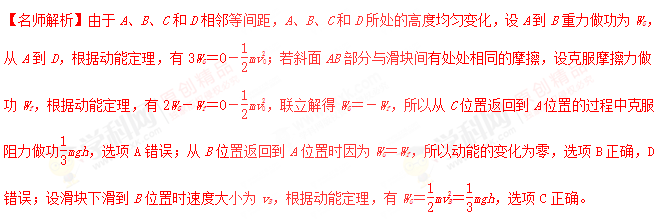 【名师解析】由于 A、B、C 和 D 相邻等间距，A、B、C 和 D 所处的高度均匀变化，设 A 到 B 重力做功为 W_G，
从 A 到 D，根据动能定理，有 3W_G＝0－\frac{1}{2}mv_0^2；若斜面 AB 部分与滑块间有处处相同的摩擦，设克服摩擦力做
功 W_f，根据动能定理，有 2W_G－W_f＝0－\frac{1}{2}mv_0^2，联立解得 W_G＝－W_f，所以从 C 位置返回到 A 位置的过程中克服
阻力做功\frac{1}{3}mgh，选项 A 错误；从 B 位置返回到 A 位置时因为 W_G＝W_f，所以动能的变化为零，选项 B 正确，D
错误；设滑块下滑到 B 位置时速度大小为 v_B，根据动能定理，有 W_G＝\frac{1}{2}mv_B^2＝\frac{1}{3}mgh，选项 C 正确。